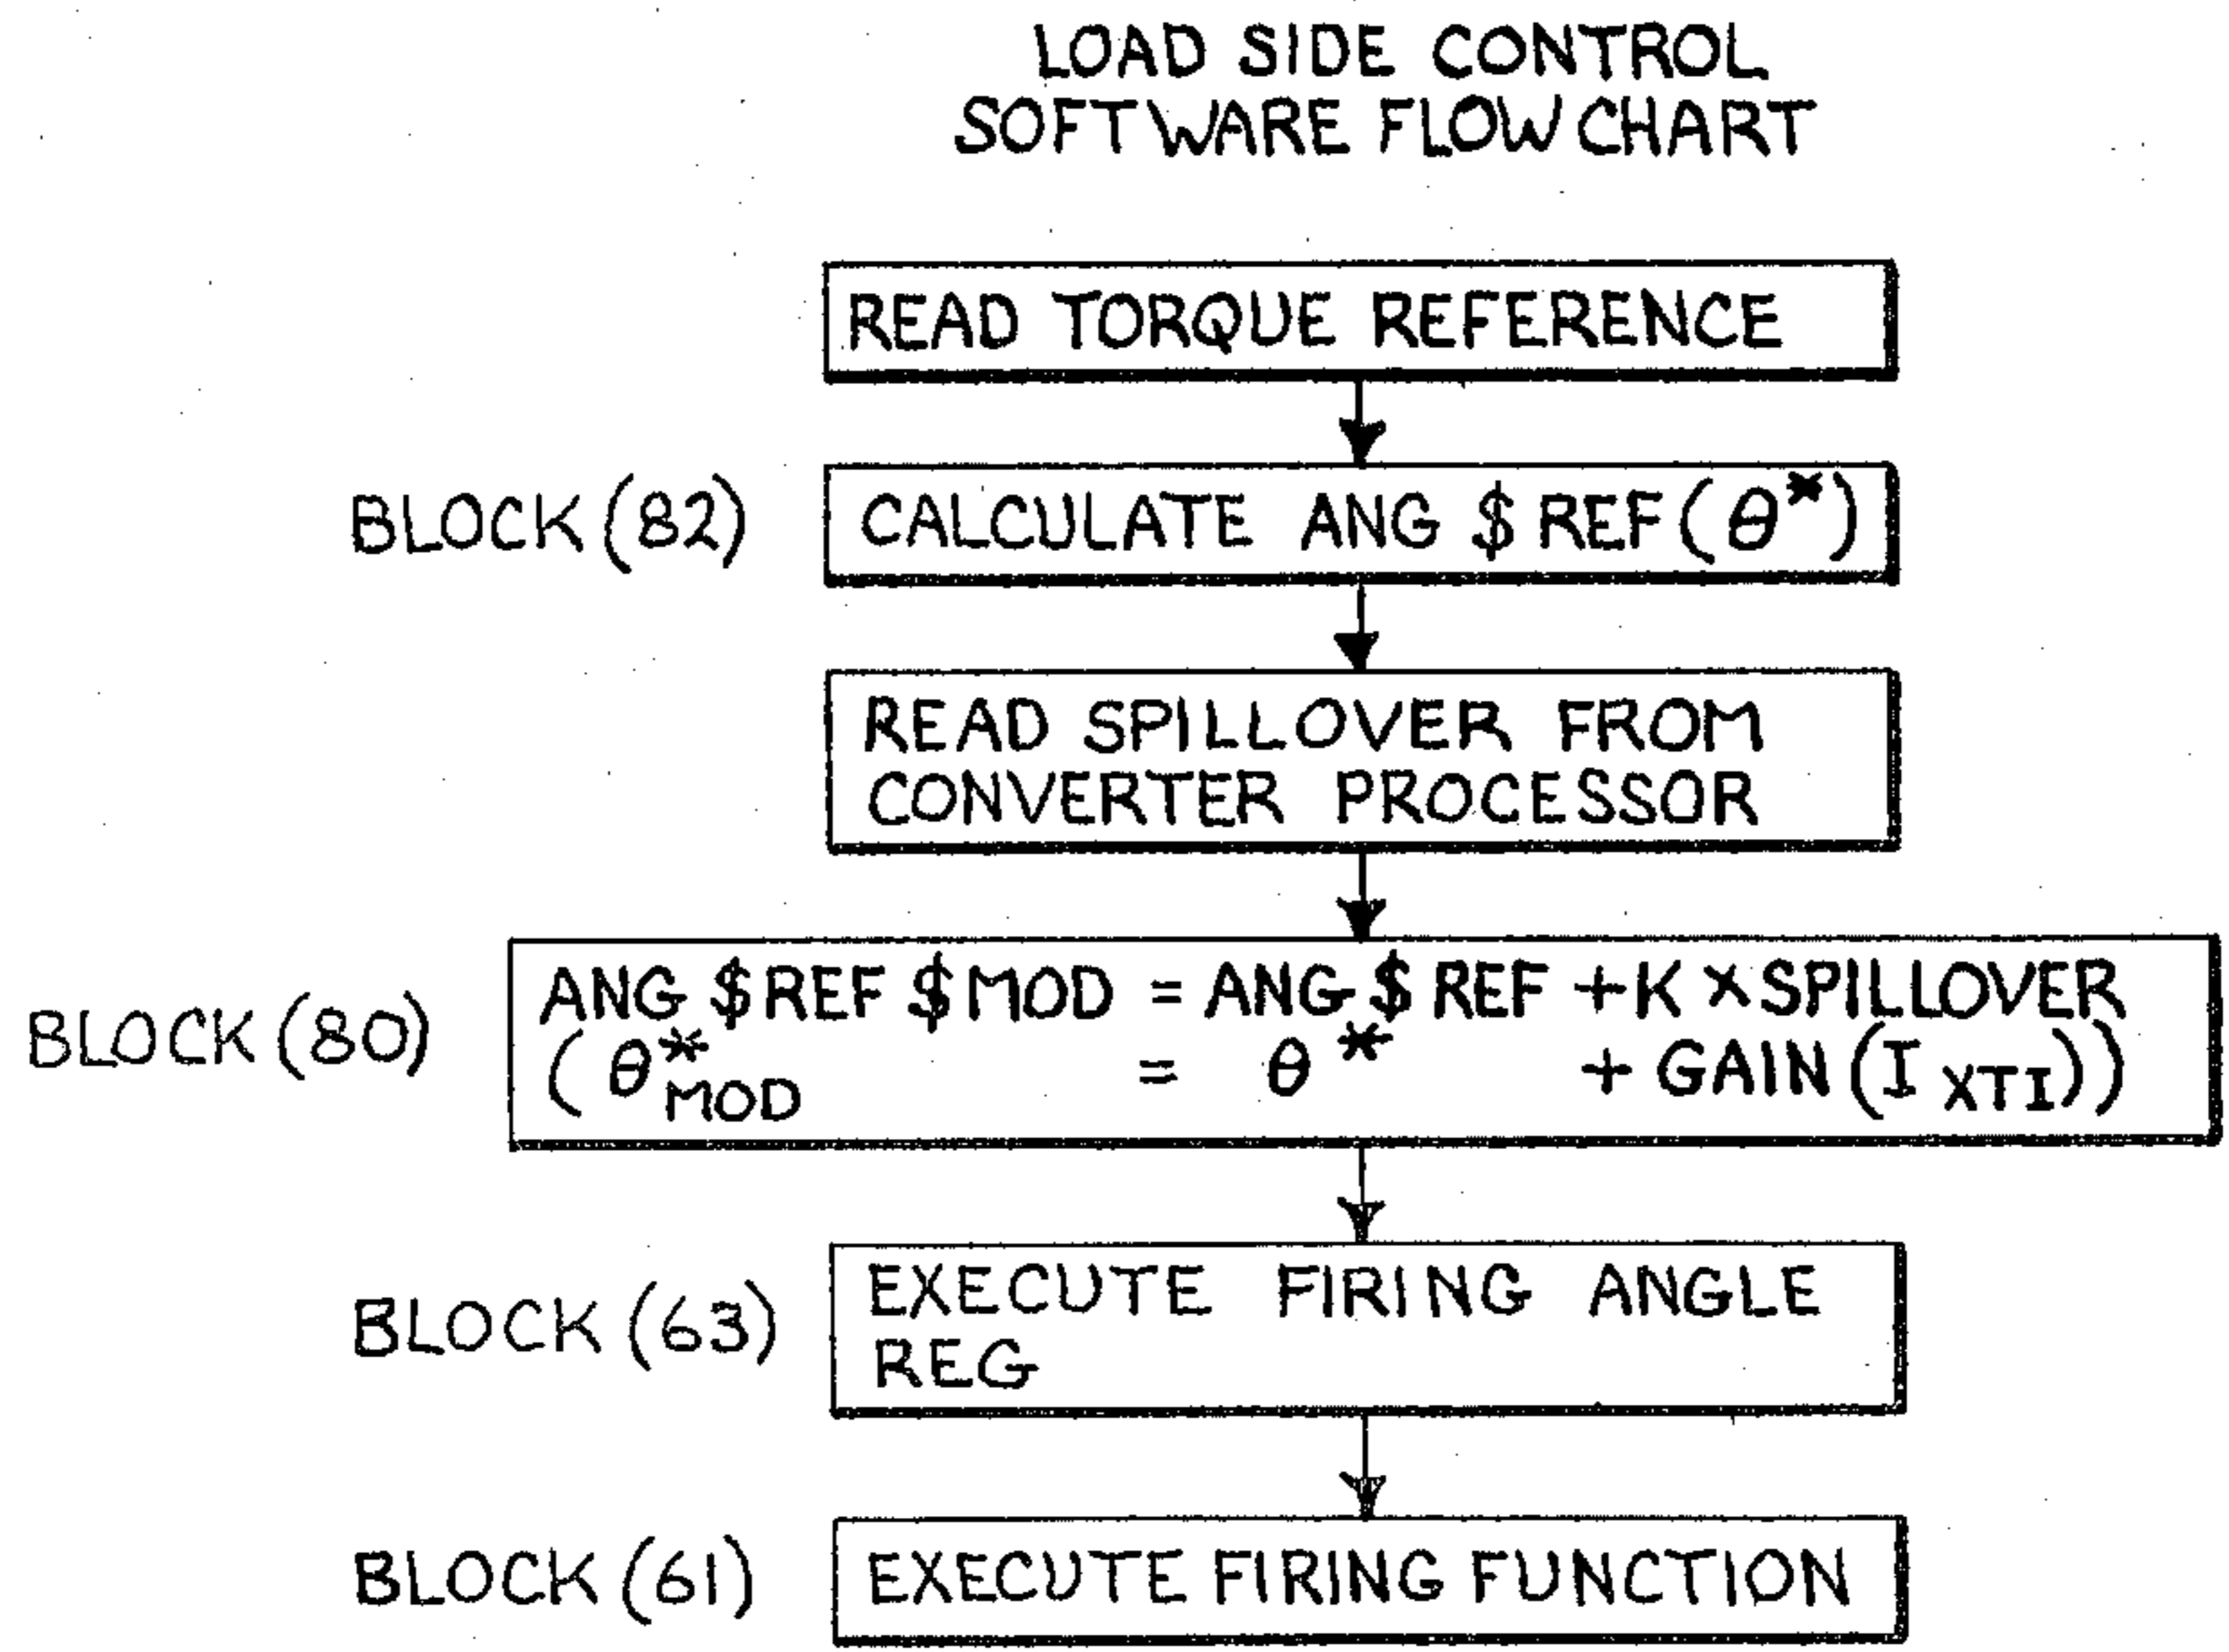 LOAD SIDE CONTROL
SOFTWARE FLOW CHART
READ TORQUE REFERENCE
BLOCK (82)
CALCULATE ANG $ REF (θ*)
READ SPILLOVER FROM
CONVERTER PROCESSOR
BLOCK (80)
ANG $ REF $ MOD = ANG $ REF + K × SPILLOVER
( θ*MOD = θ* + GAIN (I XTI))
BLOCK (63)
EXECUTE FIRING ANGLE
REG
BLOCK (61)
EXECUTE FIRING FUNCTION